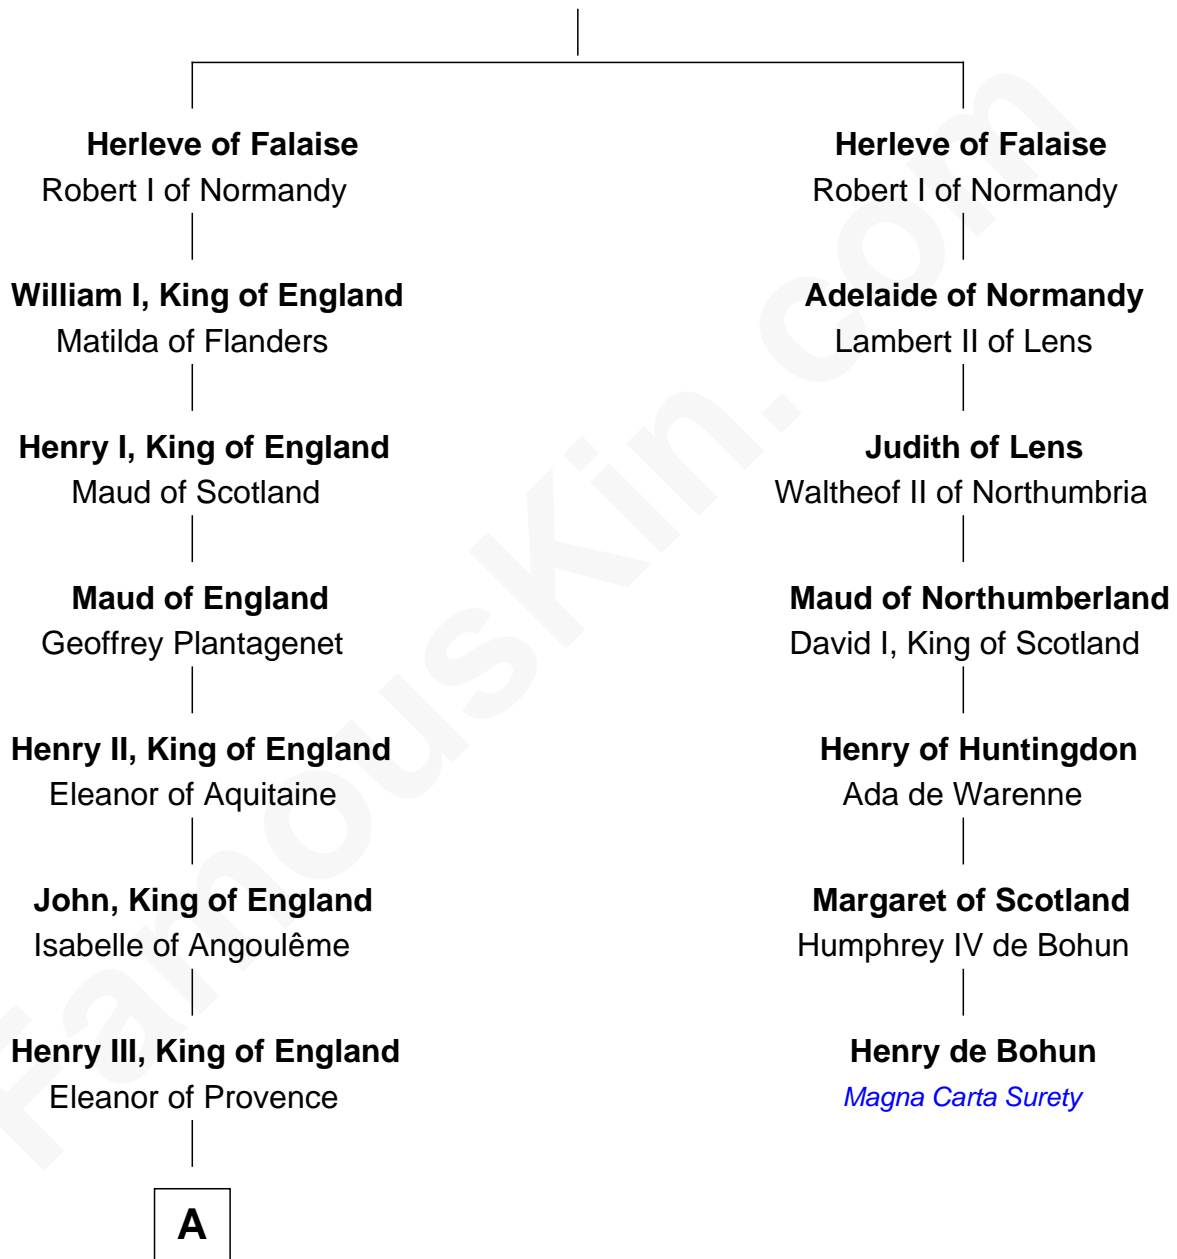 Herleve of Falaise
Robert I of Normandy
William I, King of England
Matilda of Flanders
Henry I, King of England
Maud of Scotland
Maud of England
Geoffrey Plantagenet
Henry II, King of England
Eleanor of Aquitaine
John, King of England
Isabelle of Angoulême
Henry III, King of England
Eleanor of Provence
A
Herleve of Falaise
Robert I of Normandy
Adelaide of Normandy
Lambert II of Lens
Judith of Lens
Waltheof II of Northumbria
Maud of Northumberland
David I, King of Scotland
Henry of Huntingdon
Ada de Warenne
Margaret of Scotland
Humphrey IV de Bohun
Henry de Bohun
Magna Carta Surety
FamousKin.com